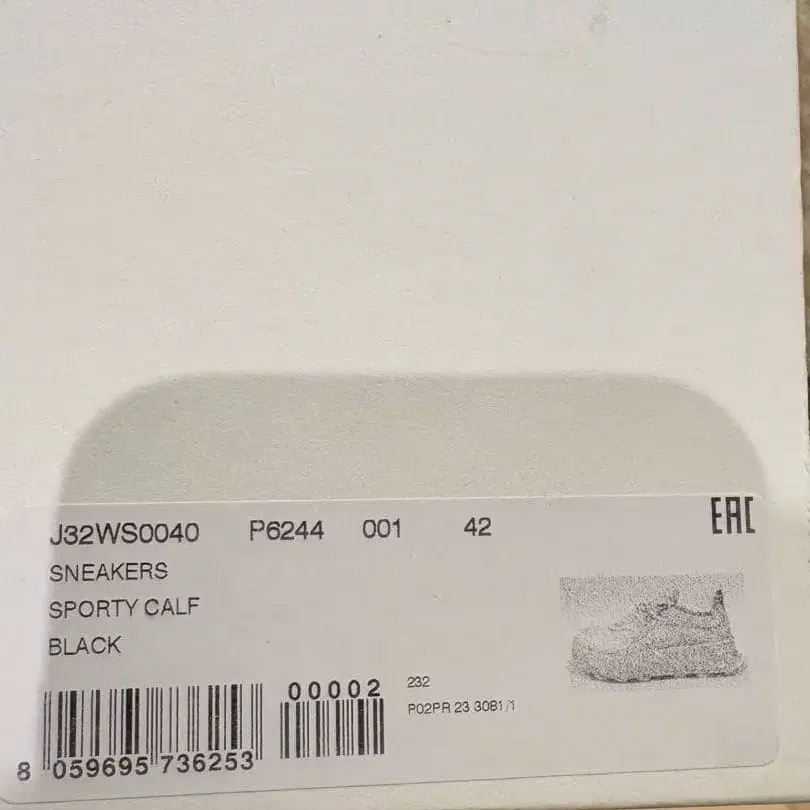 J32WS0040 P6244 001 42 EAC
SNEAKERS
SPORTY CALF
BLACK
00002
232
P02PR 23 3081/1
8 059695 736253